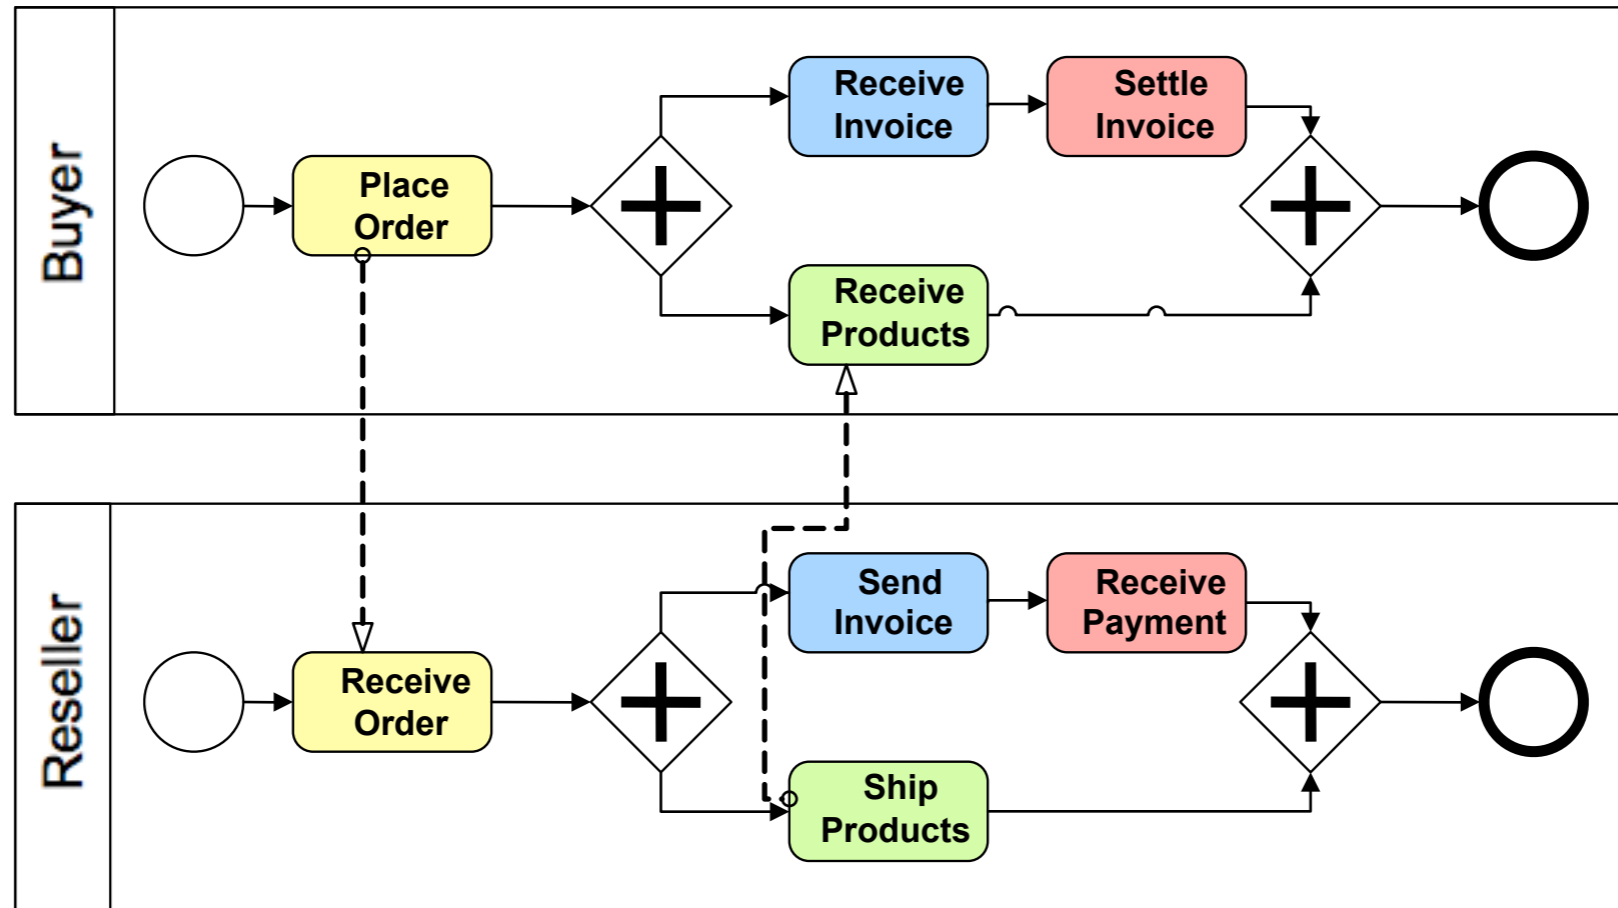 Buyer
Place
Order
Receive
Invoice
Settle
Invoice
Receive
Products
Reseller
Receive
Order
Send
Invoice
Receive
Payment
Ship
Products